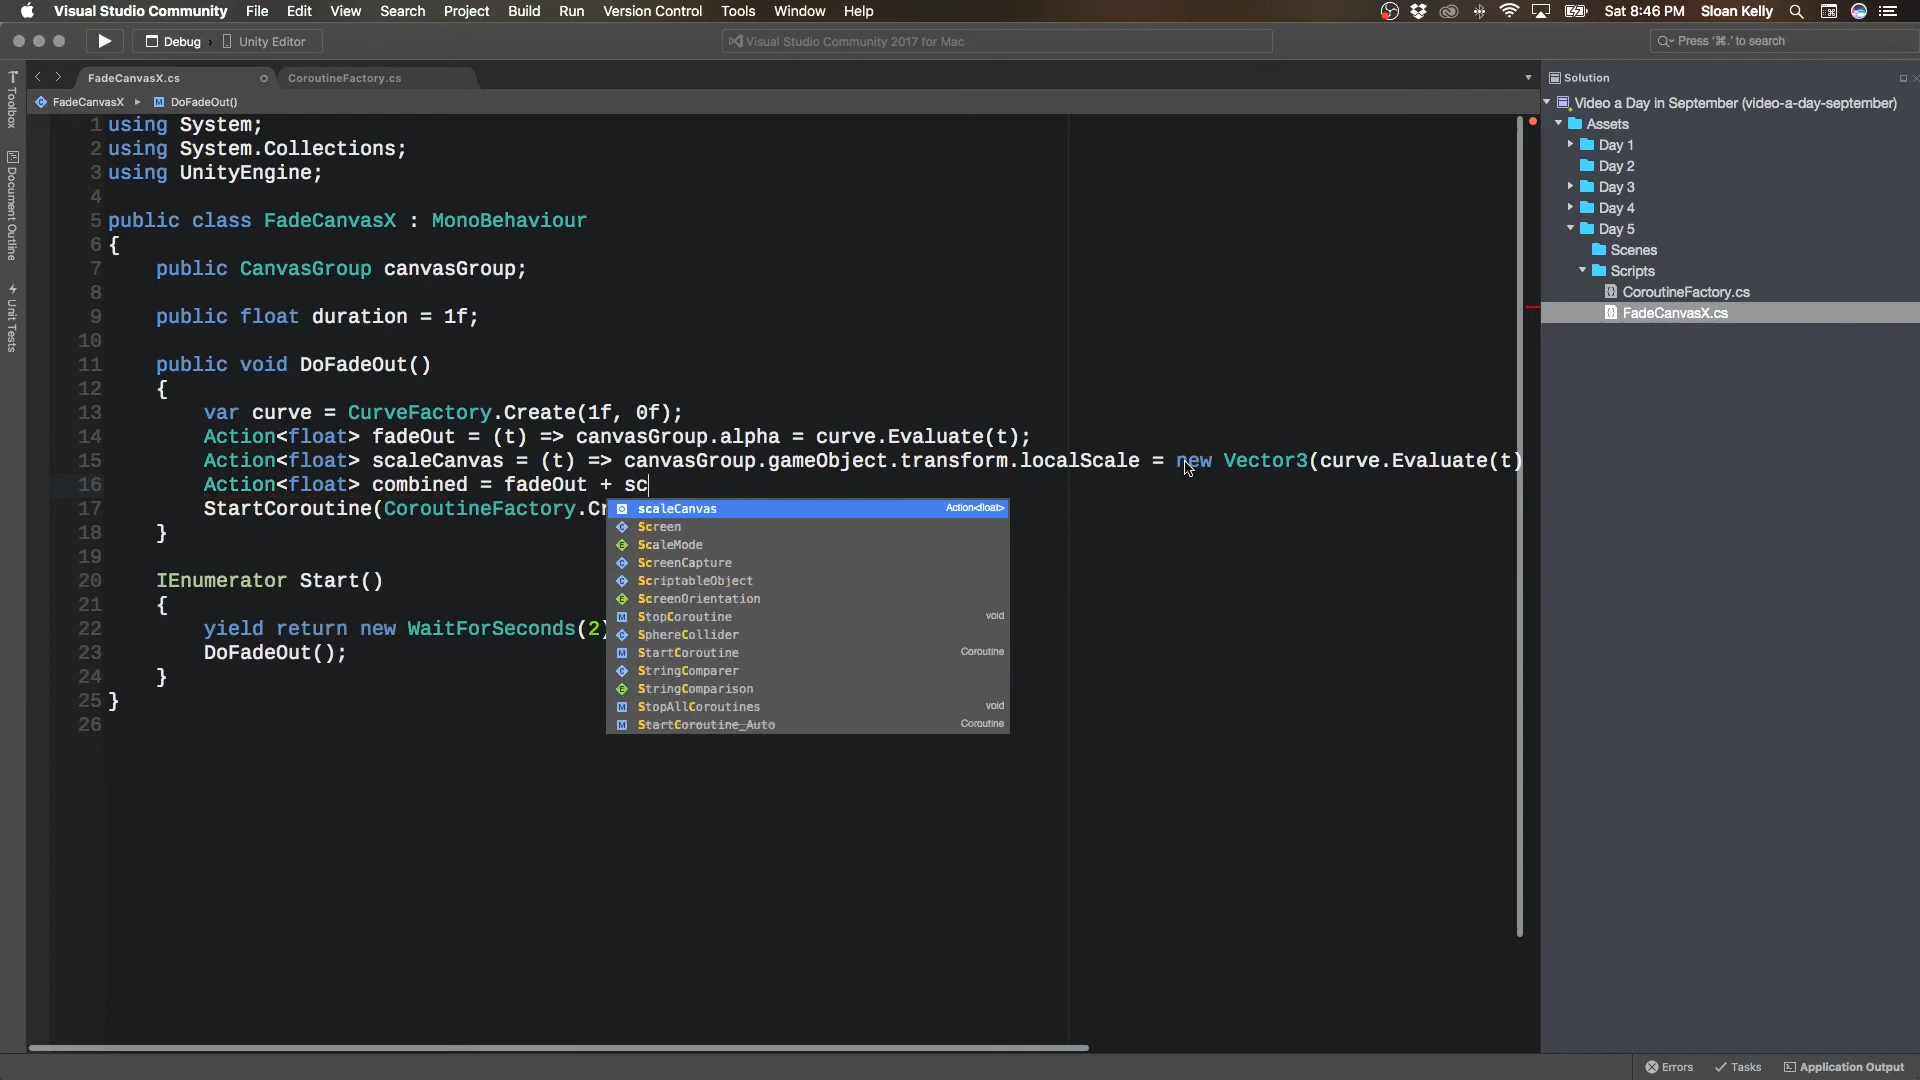 Visual Studio Community File Edit View Search Project Build Run Version Control Tools Window Help Sat 8:46 PM Sloan Kelly
Debug › Unity Editor Visual Studio Community 2017 for Mac Press '⌘.' to search
FadeCanvasX.cs CoroutineFactory.cs
FadeCanvasX ▸ M DoFadeOut()
Toolbox
Document Outline
Unit Tests
1 using System;
2 using System.Collections;
3 using UnityEngine;
4
5 public class FadeCanvasX : MonoBehaviour
6 {
7 public CanvasGroup canvasGroup;
8
9 public float duration = 1f;
10
11 public void DoFadeOut()
12 {
13 var curve = CurveFactory.Create(1f, 0f);
14 Action<float> fadeOut = (t) => canvasGroup.alpha = curve.Evaluate(t);
15 Action<float> scaleCanvas = (t) => canvasGroup.gameObject.transform.localScale = new Vector3(curve.Evaluate(t)
16 Action<float> combined = fadeOut + sc
17 StartCoroutine(CoroutineFactory.Cr
18 }
19
20 IEnumerator Start()
21 {
22 yield return new WaitForSeconds(2)
23 DoFadeOut();
24 }
25 }
26
scaleCanvas Action<float>
Screen
ScaleMode
ScreenCapture
ScriptableObject
ScreenOrientation
StopCoroutine void
SphereCollider
StartCoroutine Coroutine
StringComparer
StringComparison
StopAllCoroutines void
StartCoroutine_Auto Coroutine
Solution
Video a Day in September (video-a-day-september)
Assets
Day 1
Day 2
Day 3
Day 4
Day 5
Scenes
Scripts
CoroutineFactory.cs
FadeCanvasX.cs
Errors Tasks Application Output